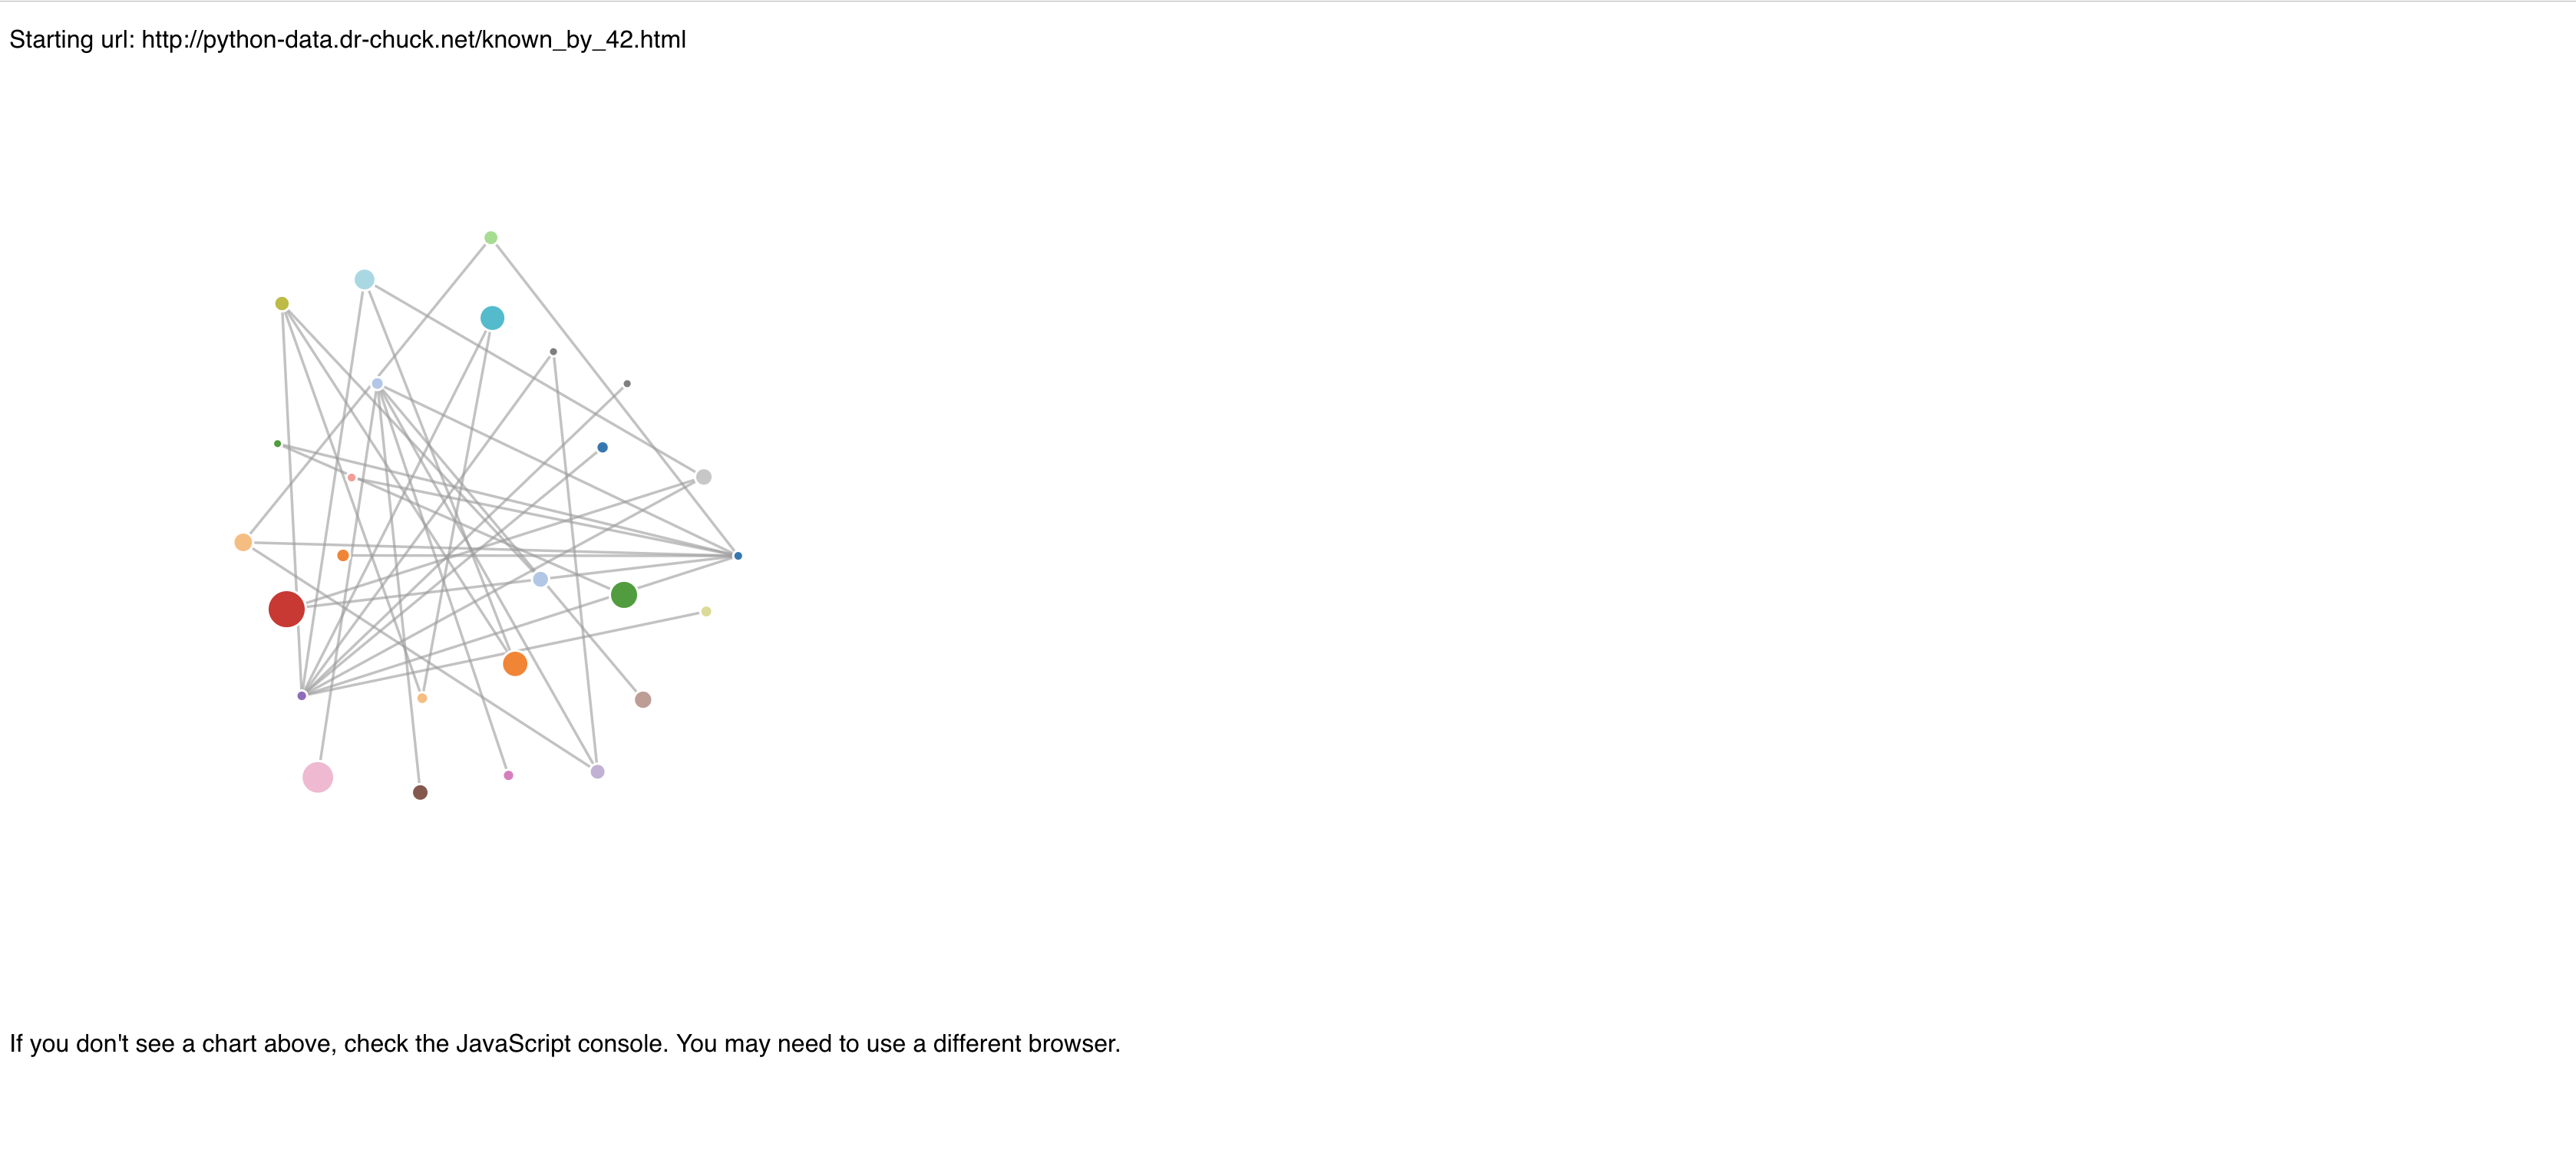 Starting url: http://python-data.dr-chuck.net/known_by_42.html
If you don't see a chart above, check the JavaScript console. You may need to use a different browser.